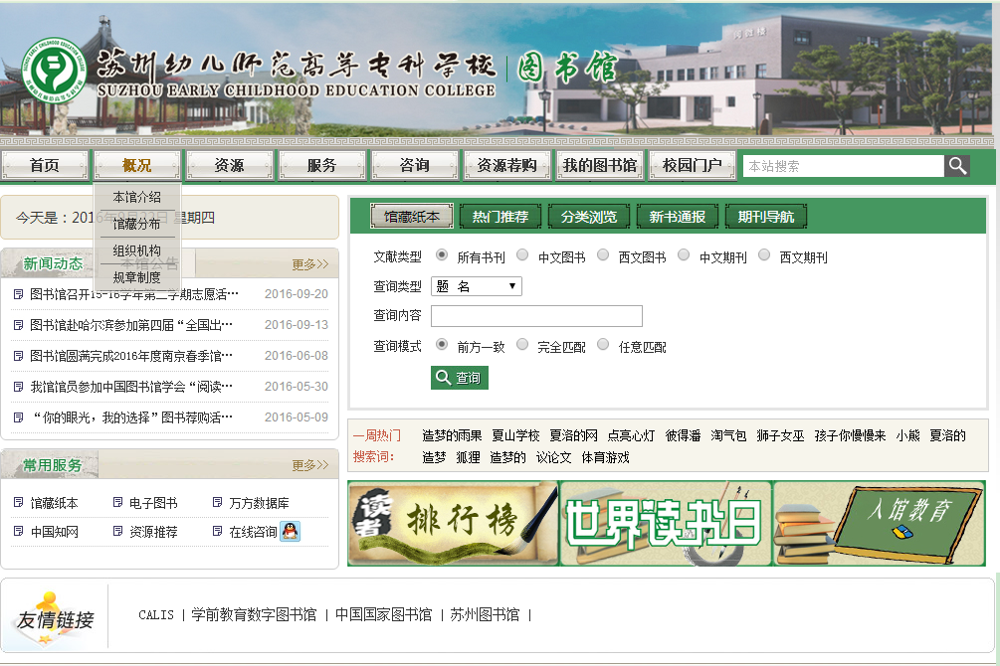 苏州幼儿师范高等专科学校 | 图书馆
SUZHOU EARLY CHILDHOOD EDUCATION COLLEGE
首页 概况 资源 服务 咨询 资源荐购 我的图书馆 校园门户 本站搜索
本馆介绍
馆藏分布
组织机构
规章制度
今天是：2016年9月22日 星期四
馆藏纸本 热门推荐 分类浏览 新书通报 期刊导航
新闻动态 本馆公告 更多>>
图书馆召开15-16学年第二学期志愿活… 2016-09-20
图书馆赴哈尔滨参加第四届“全国出… 2016-09-13
图书馆圆满完成2016年度南京春季馆… 2016-06-08
我馆馆员参加中国图书馆学会“阅读… 2016-05-30
“你的眼光，我的选择”图书荐购活… 2016-05-09
文献类型 所有书刊 中文图书 西文图书 中文期刊 西文期刊
查询类型 题 名
查询内容
查询模式 前方一致 完全匹配 任意匹配
查询
一周热门 造梦的雨果 夏山学校 夏洛的网 点亮心灯 彼得潘 淘气包 狮子女巫 孩子你慢慢来 小熊 夏洛的
搜索词： 造梦 狐狸 造梦的 议论文 体育游戏
常用服务 更多>>
馆藏纸本 电子图书 万方数据库
中国知网 资源推荐 在线咨询
读者 排行榜 世界读书日 入馆教育
友情链接 CALIS | 学前教育数字图书馆 | 中国国家图书馆 | 苏州图书馆 |